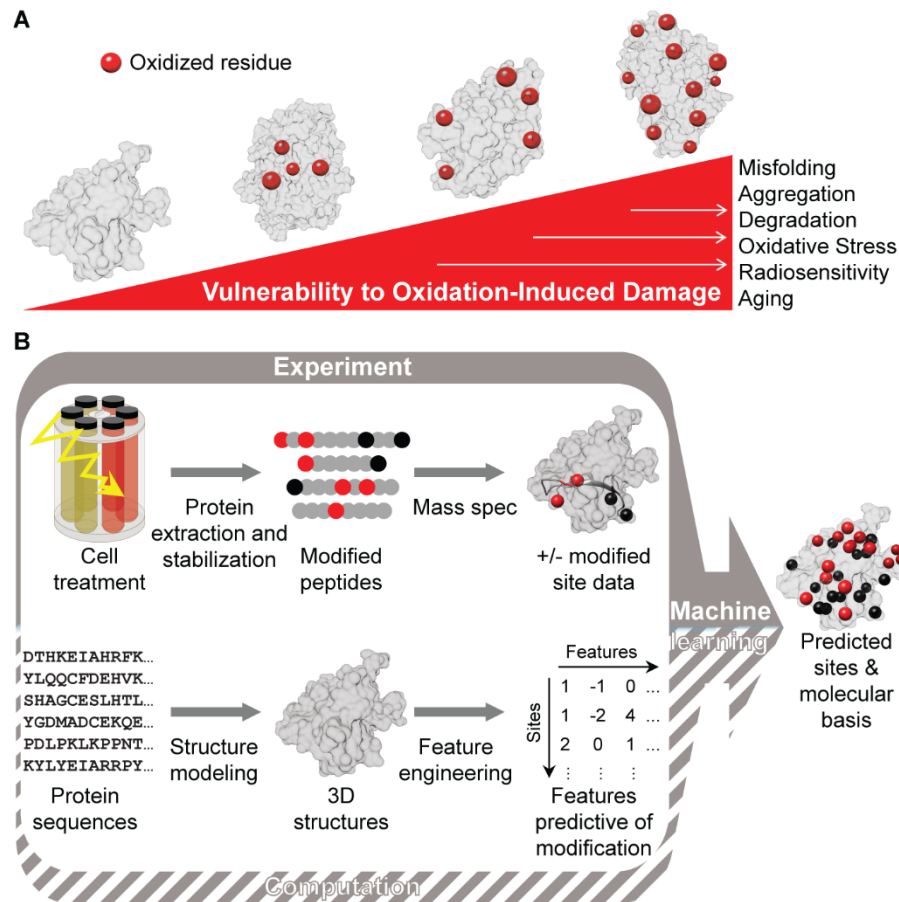 A
Oxidized residue
Misfolding
Aggregation
Degradation
Oxidative Stress
Radiosensitivity
Aging
Vulnerability to Oxidation-Induced Damage
B
Experiment
Cell
treatment
Protein
extraction and
stabilization
Modified
peptides
Mass spec
+/- modified
site data
Machine
learning
Predicted
sites &
molecular
basis
DTHKEIAHRFK...
YLQQCFDEHVK...
SHAGCESLHTL...
YGDMADCEKQE...
PDLPKLKPPNT...
KYLYEIARRPY...
Protein
sequences
Structure
modeling
3D
structures
Feature
engineering
Features
Sites
1 -1 0 ...
1 -2 4 ...
2 0 1 ...
⋮ ⋮ ⋮
Features
predictive of
modification
Computation